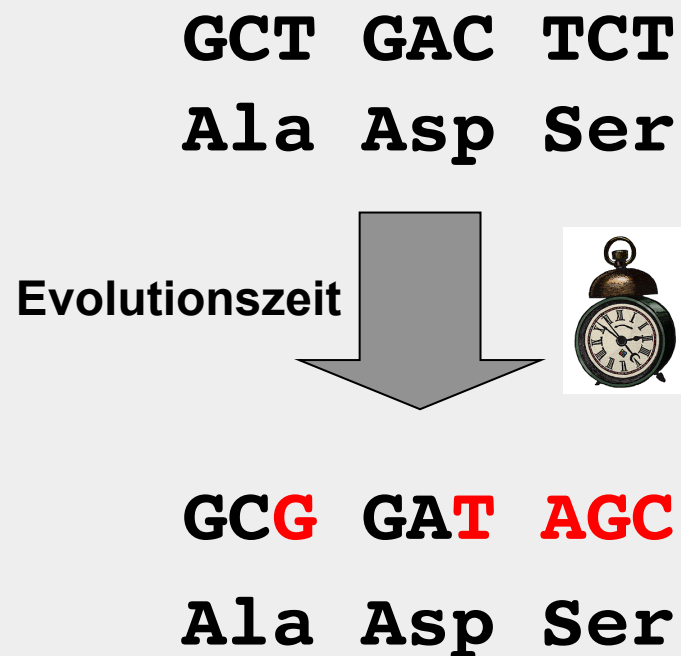 GCT GAC TCT
Ala Asp Ser
Evolutionszeit
GCG GAT AGC
Ala Asp Ser